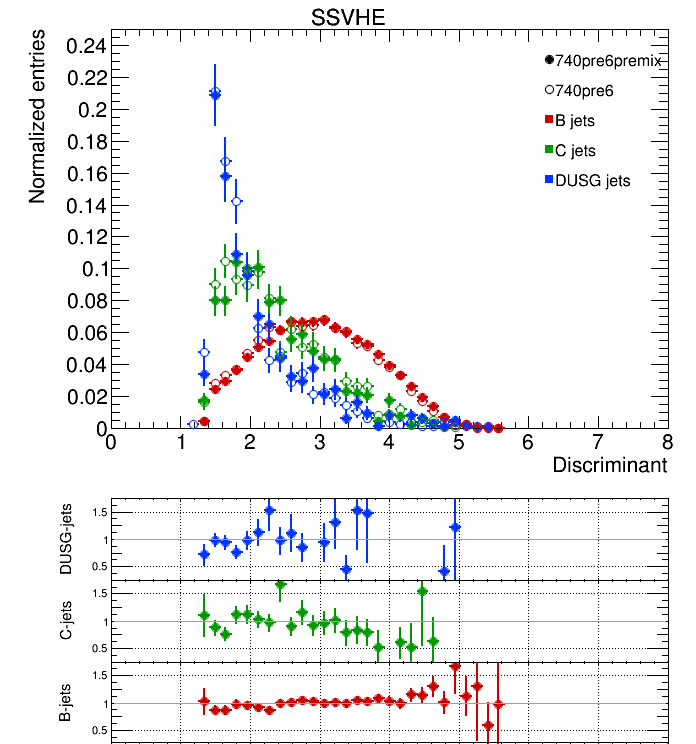 SSVHE
Normalized entries
0.24
0.22
0.2
0.18
0.16
0.14
0.12
0.1
0.08
0.06
0.04
0.02
0
740pre6premix
740pre6
B jets
C jets
DUSG jets
0 1 2 3 4 5 6 7 8
Discriminant
DUSG-jets
1.5
1
0.5
C-jets
1.5
1
0.5
B-jets
1.5
1
0.5